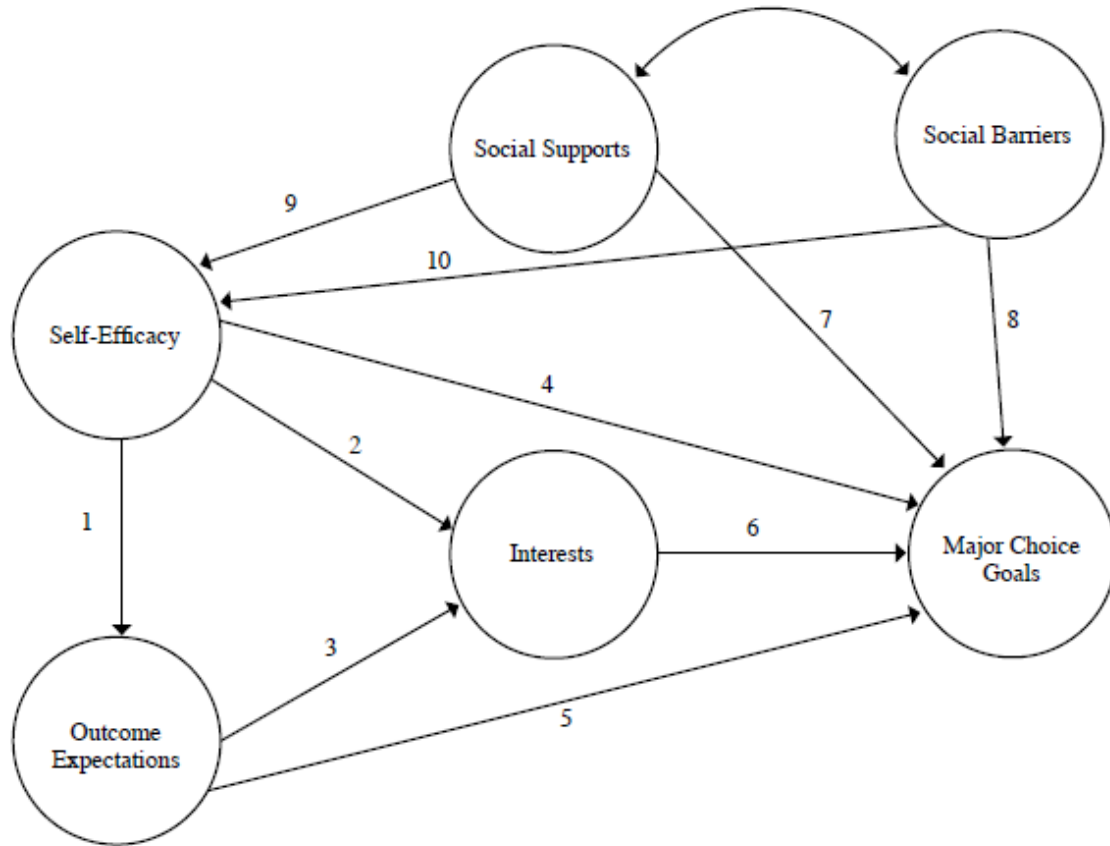 Social Supports
Social Barriers
9
10
Self-Efficacy
7
8
4
2
1
Interests
6
Major Choice
Goals
3
5
Outcome
Expectations